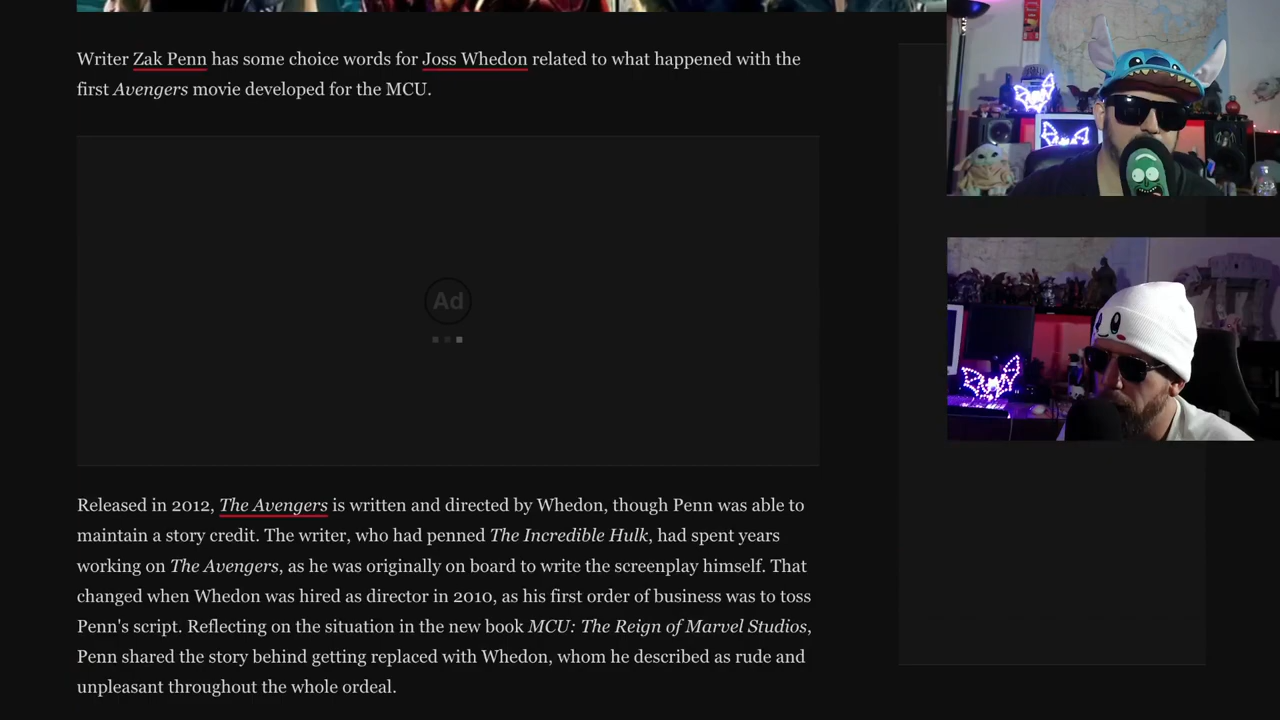 Writer Zak Penn has some choice words for Joss Whedon related to what happened with the
first Avengers movie developed for the MCU.
Ad
Released in 2012, The Avengers is written and directed by Whedon, though Penn was able to
maintain a story credit. The writer, who had penned The Incredible Hulk, had spent years
working on The Avengers, as he was originally on board to write the screenplay himself. That
changed when Whedon was hired as director in 2010, as his first order of business was to toss
Penn's script. Reflecting on the situation in the new book MCU: The Reign of Marvel Studios,
Penn shared the story behind getting replaced with Whedon, whom he described as rude and
unpleasant throughout the whole ordeal.